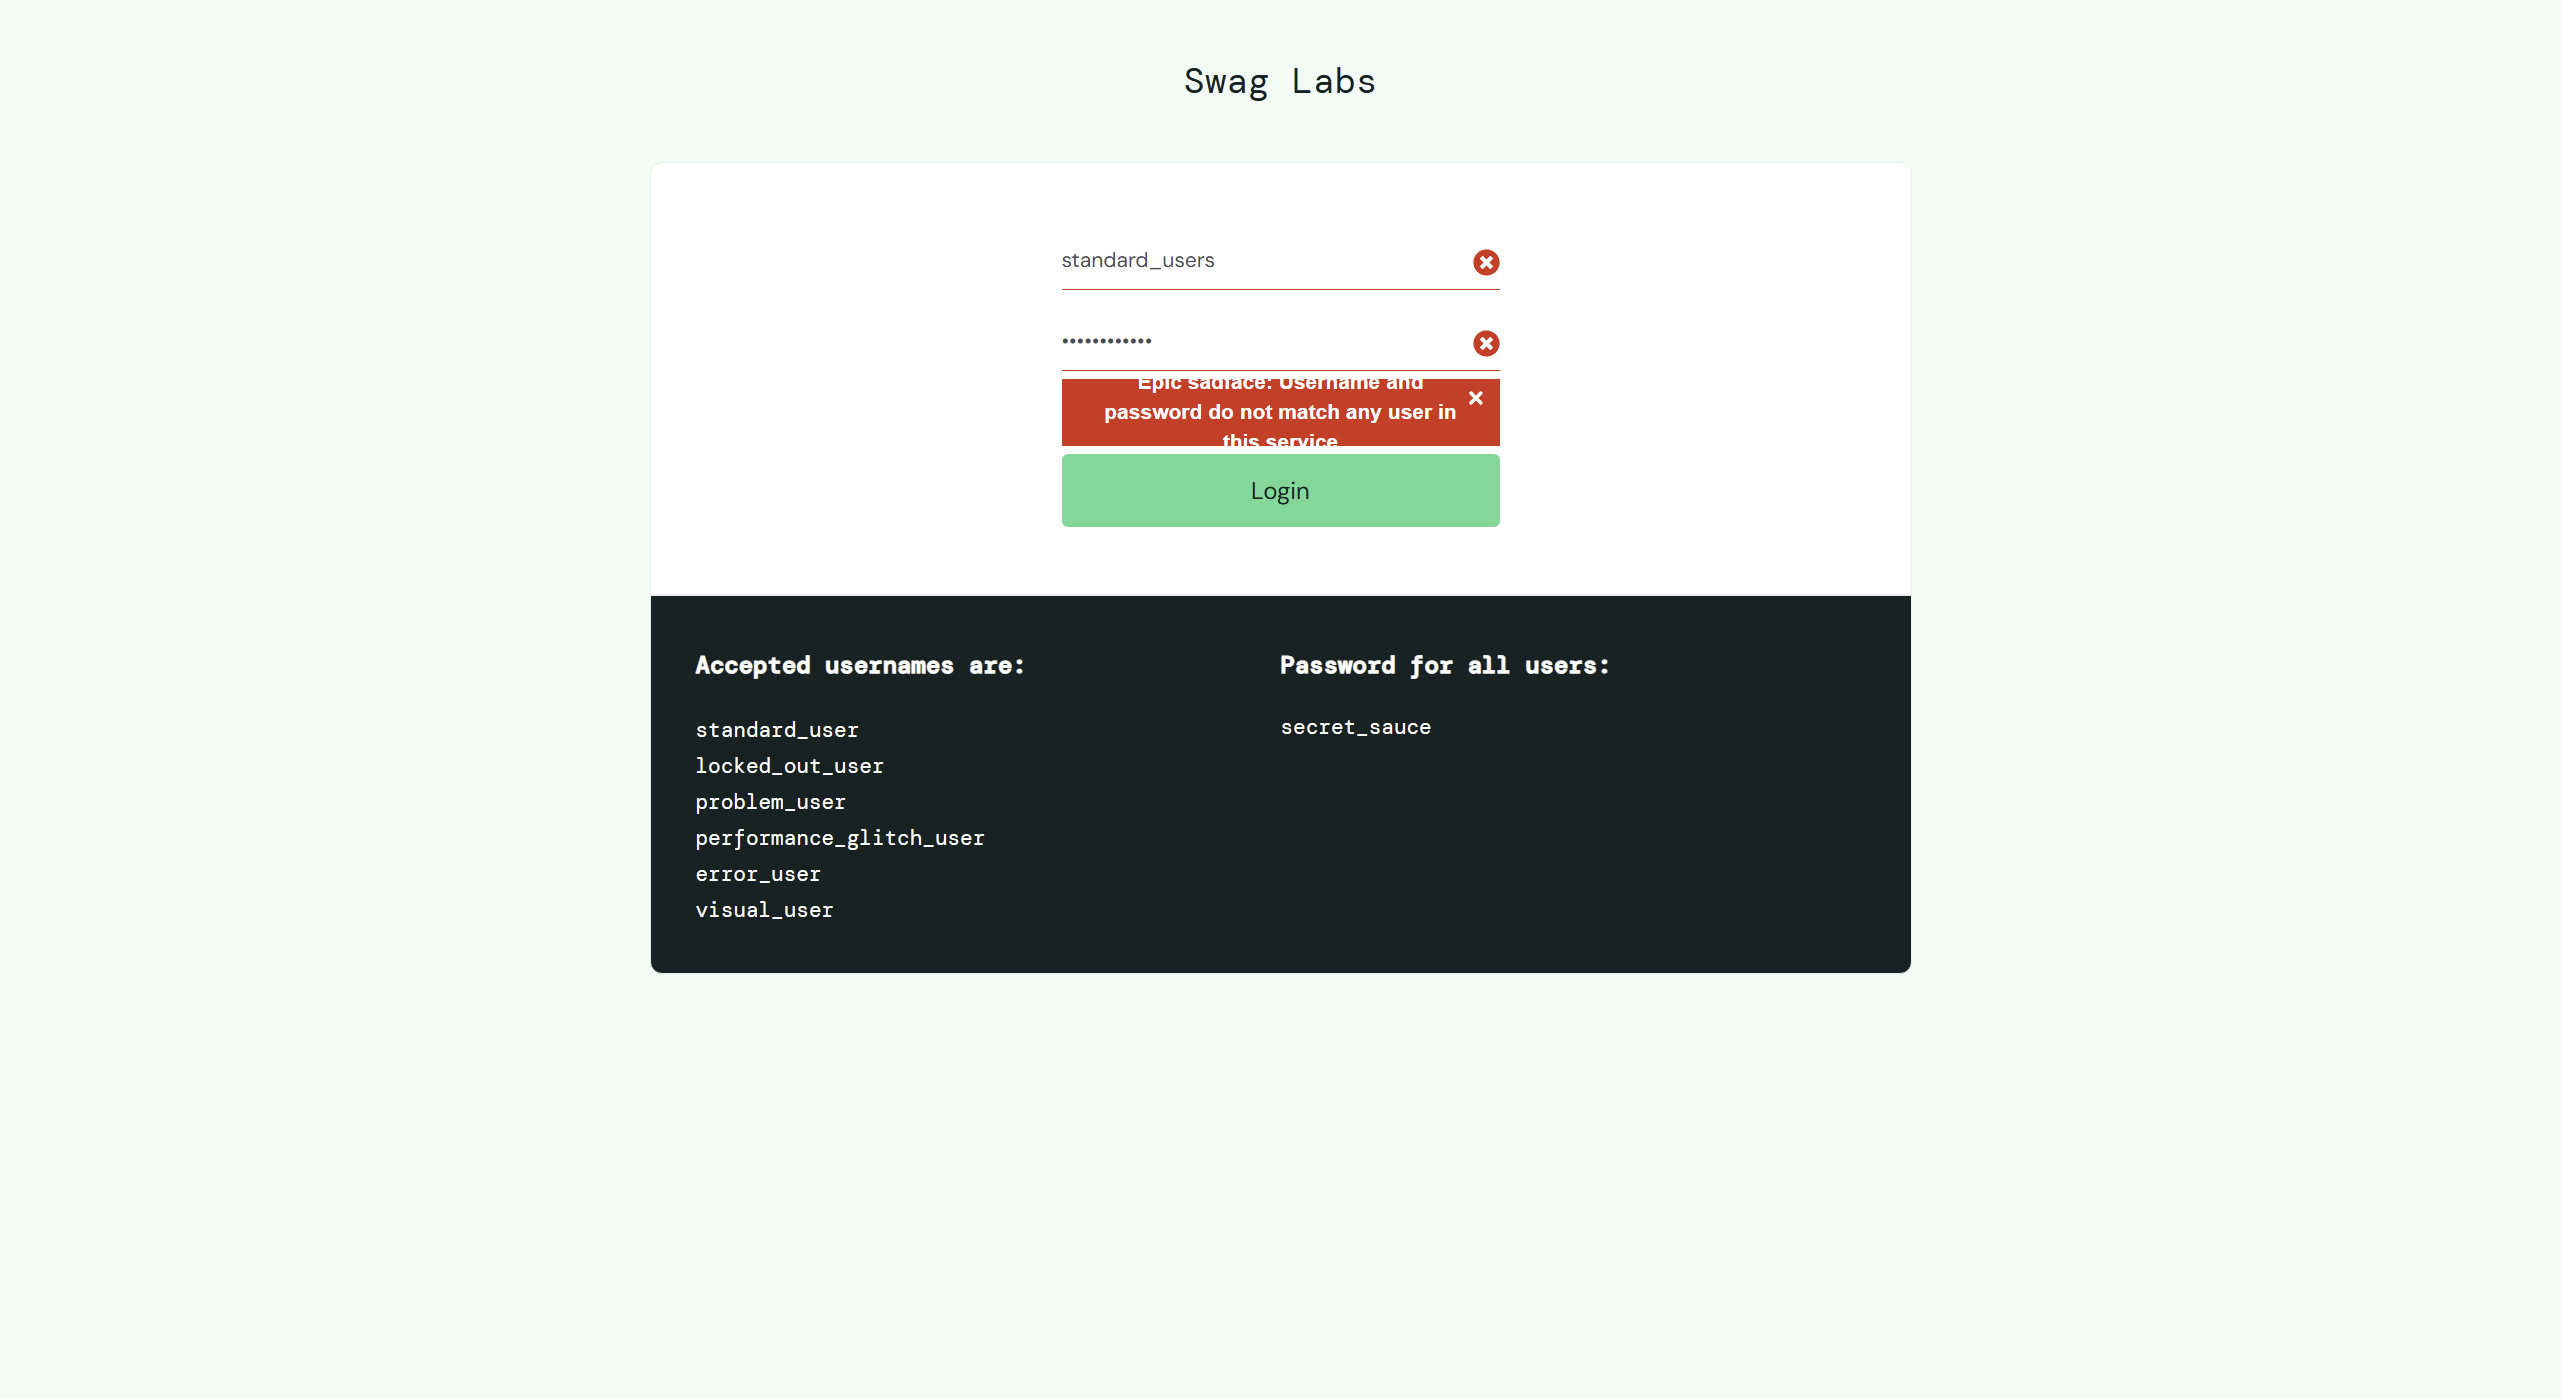 Swag Labs
standard_users
••••••••••••
Epic sadface: Username and
password do not match any user in
this service
Login
Accepted usernames are:
standard_user
locked_out_user
problem_user
performance_glitch_user
error_user
visual_user
Password for all users:
secret_sauce